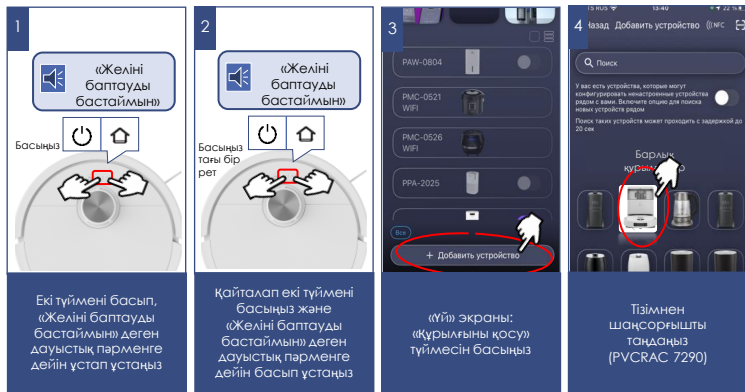 1
«Желіні
баптауды
бастаймын»
Басыңыз
Екі түймені басып,
«Желіні баптауды
бастаймын» деген
дауыстық пәрменге
дейін ұстап ұстаңыз
2
«Желіні
баптауды
бастаймын»
Басыңыз
тағы бір
рет
Қайталап екі түймені
басыңыз және
«Желіні баптауды
бастаймын» деген
дауыстық пәрменге
дейін басып ұстаңыз
3
PAW-0804
PMC-0521
WIFI
PMC-0526
WIFI
PPA-2025
Все
+ Добавить устройство
«Үй» экраны:
«Құрылғыны қосу»
түймесін басыңыз
4
13:40
22 %
Назад Добавить устройство NFC
Поиск
У вас есть устройства, которые могут
конфигурировать ненастроенные устройства
рядом с вами. Включите опцию для поиска
новых устройств рядом
Поиск таких устройств может проходить с задержкой до
20 сек
Барлық
Тізімнен
шаңсорғышты
таңдаңыз
(PVCRAC 7290)